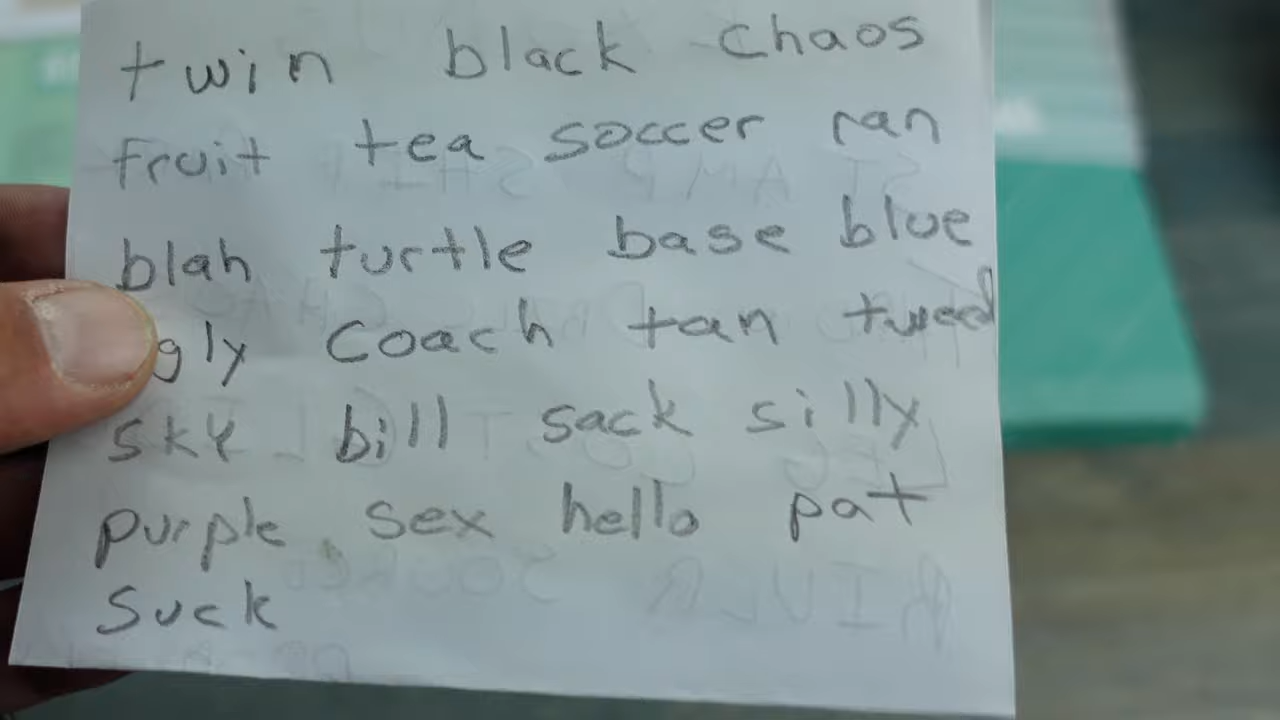 twin black chaos
fruit tea soccer ran
blah turtle base blue
gly coach tan tweed
sky bill sack silly
purple sex hello pat
suck